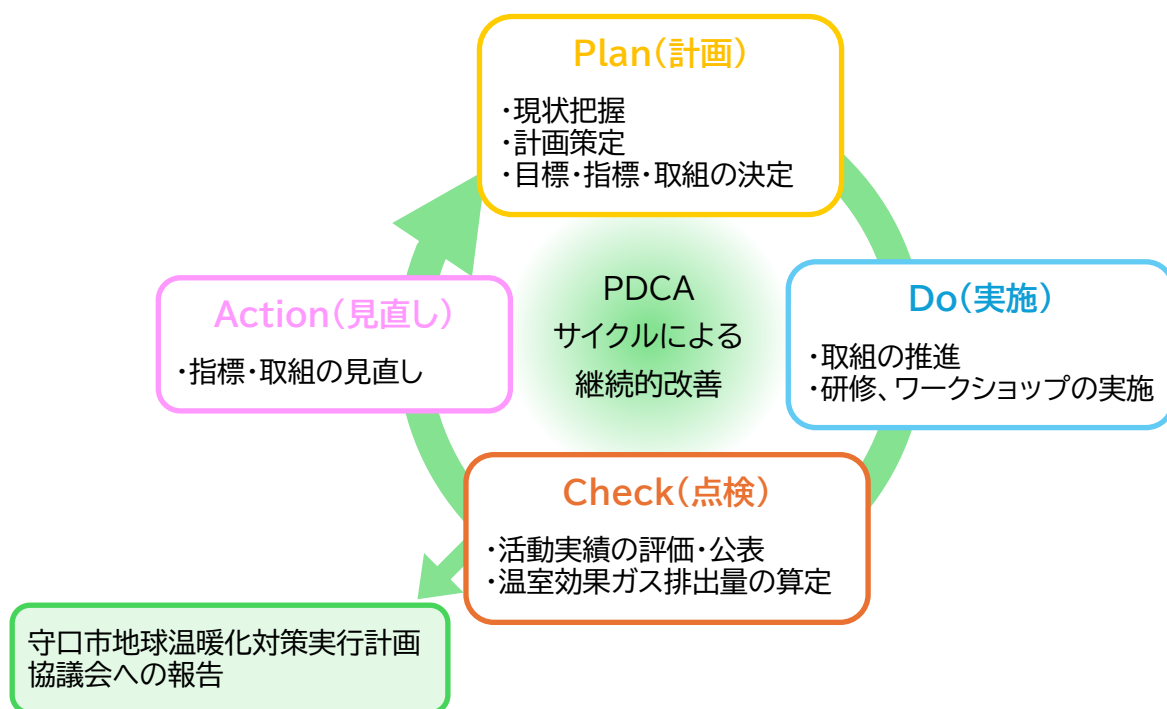 Plan(計画)
・現状把握
・計画策定
・目標・指標・取組の決定
Do(実施)
・取組の推進
・研修、ワークショップの実施
Check(点検)
・活動実績の評価・公表
・温室効果ガス排出量の算定
Action(見直し)
・指標・取組の見直し
PDCA
サイクルによる
継続的改善
守口市地球温暖化対策実行計画
協議会への報告